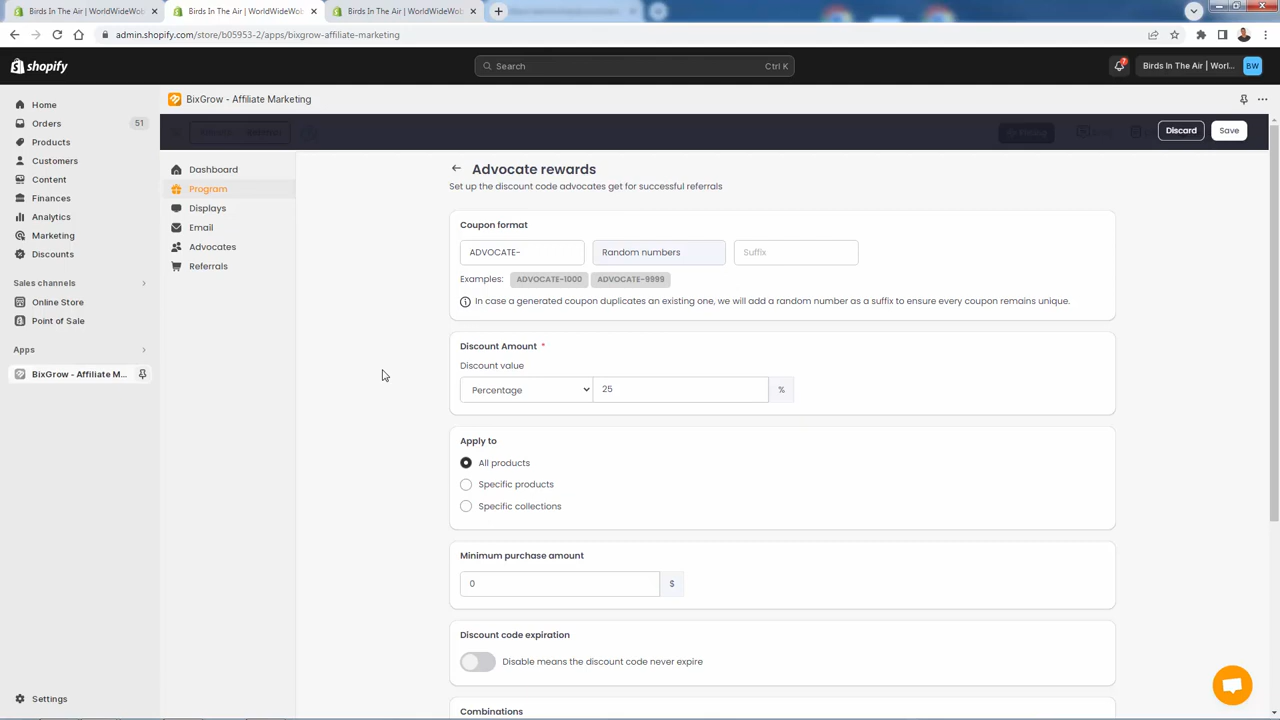 Birds In The Air | WorldWideWo
Birds In The Air | WorldWideWo
Birds In The Air | WorldWideWo
admin.shopify.com/store/b05953-2/apps/bixgrow-affiliate-marketing
shopify
Search
Ctrl K
7
Birds In The Air | Worl...
BW
BixGrow - Affiliate Marketing
Home
Orders
51
Products
Customers
Content
Finances
Analytics
Marketing
Discounts
Sales channels
Online Store
Point of Sale
Apps
BixGrow - Affiliate M...
Settings
Discard
Save
Dashboard
Program
Displays
Email
Advocates
Referrals
Advocate rewards
Set up the discount code advocates get for successful referrals
Coupon format
ADVOCATE-
Random numbers
Suffix
Examples: ADVOCATE-1000 ADVOCATE-9999
In case a generated coupon duplicates an existing one, we will add a random number as a suffix to ensure every coupon remains unique.
Discount Amount *
Discount value
Percentage
25
%
Apply to
All products
Specific products
Specific collections
Minimum purchase amount
0
$
Discount code expiration
Disable means the discount code never expire
Combinations